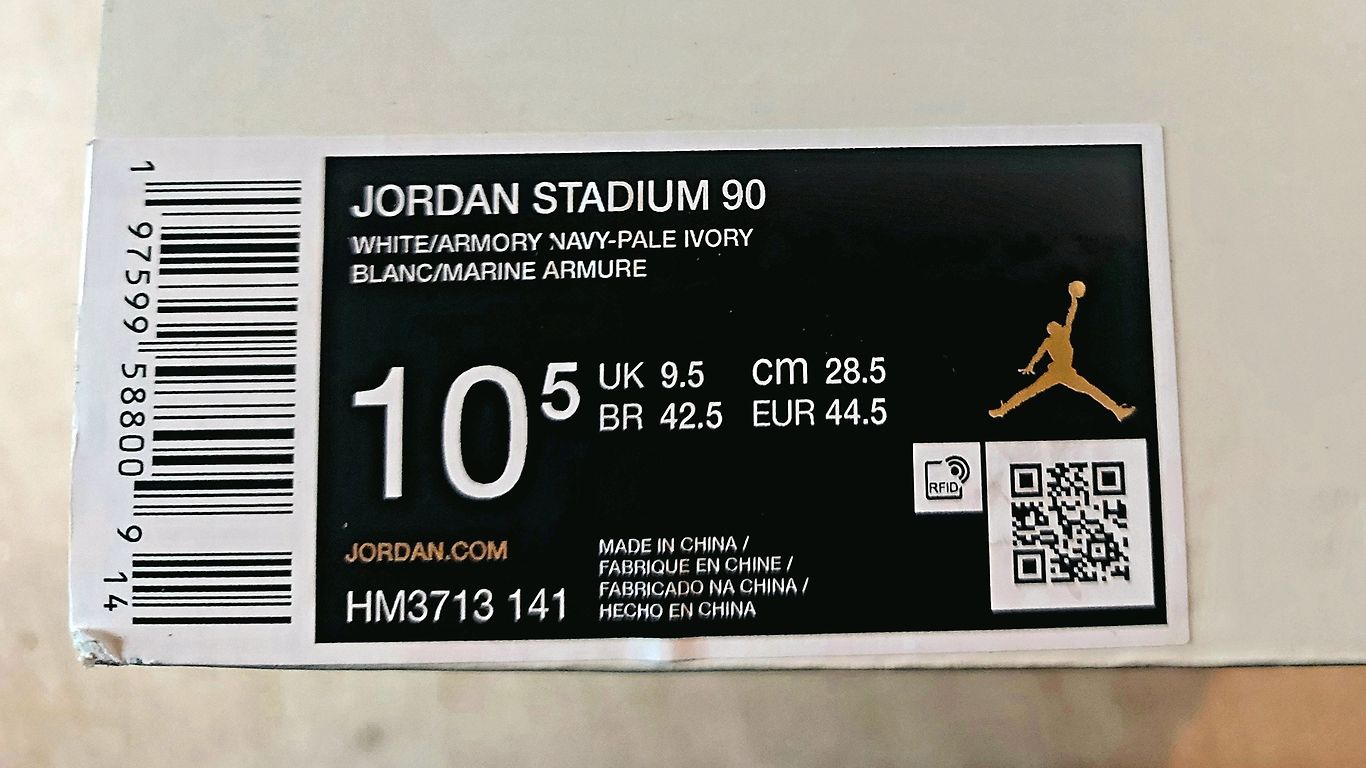 JORDAN STADIUM 90
WHITE/ARMORY NAVY-PALE IVORY
BLANC/MARINE ARMURE
10 5
UK 9.5 cm 28.5
BR 42.5 EUR 44.5
RFID
JORDAN.COM
HM3713 141
MADE IN CHINA /
FABRIQUE EN CHINE /
FABRICADO NA CHINA /
HECHO EN CHINA
1 97599 58800 9 14